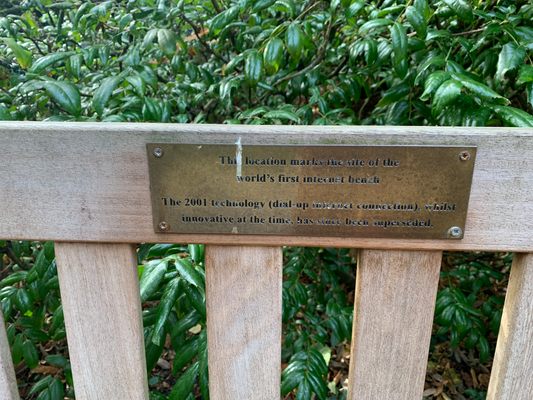 This location marks the site of the
world's first internet bench
The 2001 technology (dial-up internet connection), whilst
innovative at the time, has since been superseded.